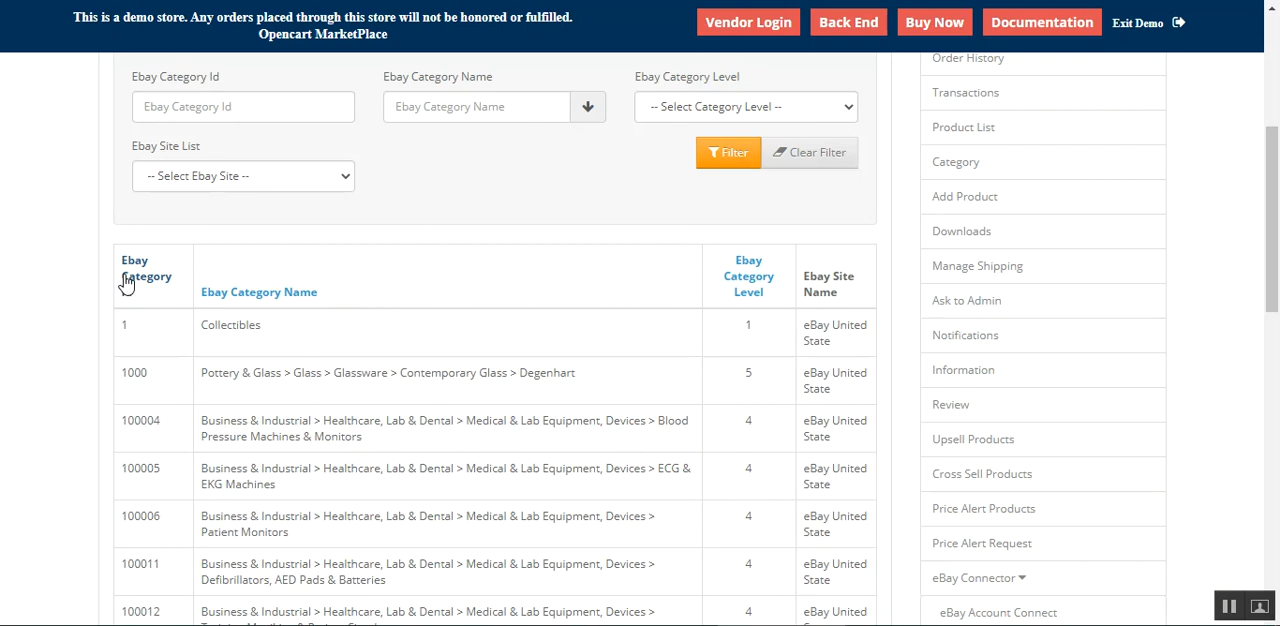 This is a demo store. Any orders placed through this store will not be honored or fulfilled.
Opencart MarketPlace
Vendor Login
Back End
Buy Now
Documentation
Exit Demo
Ebay Category Id
Ebay Category Name
Ebay Category Level
Ebay Category Id
Ebay Category Name
-- Select Category Level --
Ebay Site List
-- Select Ebay Site --
Filter
Clear Filter
Ebay
Category
Ebay Category Name
Ebay
Category
Level
Ebay Site
Name
1
Collectibles
1
eBay United
State
1000
Pottery & Glass > Glass > Glassware > Contemporary Glass > Degenhart
5
eBay United
State
100004
Business & Industrial > Healthcare, Lab & Dental > Medical & Lab Equipment, Devices > Blood
Pressure Machines & Monitors
4
eBay United
State
100005
Business & Industrial > Healthcare, Lab & Dental > Medical & Lab Equipment, Devices > ECG &
EKG Machines
4
eBay United
State
100006
Business & Industrial > Healthcare, Lab & Dental > Medical & Lab Equipment, Devices >
Patient Monitors
4
eBay United
State
100011
Business & Industrial > Healthcare, Lab & Dental > Medical & Lab Equipment, Devices >
Defibrillators, AED Pads & Batteries
4
eBay United
State
100012
Business & Industrial > Healthcare, Lab & Dental > Medical & Lab Equipment, Devices >
4
eBay United
Order History
Transactions
Product List
Category
Add Product
Downloads
Manage Shipping
Ask to Admin
Notifications
Information
Review
Upsell Products
Cross Sell Products
Price Alert Products
Price Alert Request
eBay Connector
eBay Account Connect